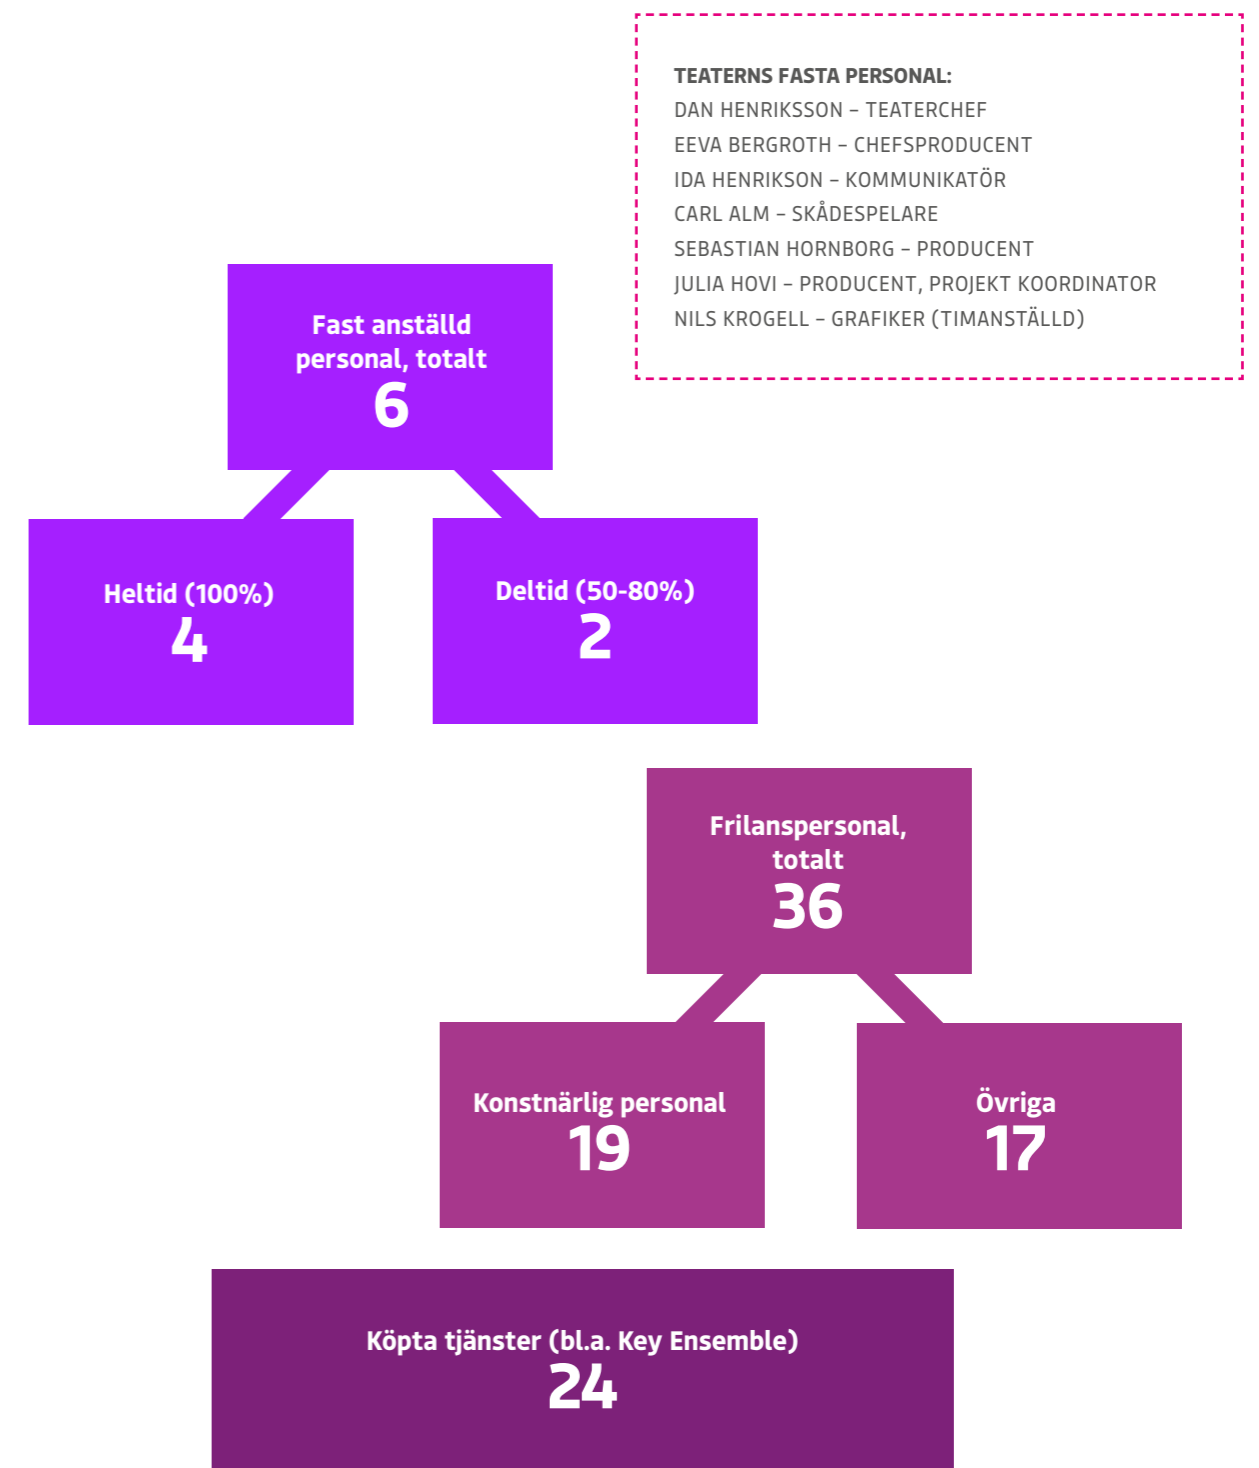 TEATERNS FASTA PERSONAL:
DAN HENRIKSSON – TEATERCHEF
EEVA BERGROTH – CHEFSPRODUCENT
IDA HENRIKSON – KOMMUNIKATÖR
CARL ALM – SKÅDESPELARE
SEBASTIAN HORNBORG – PRODUCENT
JULIA HOVI – PRODUCENT, PROJEKT KOORDINATOR
NILS KROGELL – GRAFIKER (TIMANSTÄLLD)
Fast anställd
personal, totalt
6
Heltid (100%)
4
Deltid (50-80%)
2
Frilanspersonal,
totalt
36
Konstnärlig personal
19
Övriga
17
Köpta tjänster (bl.a. Key Ensemble)
24